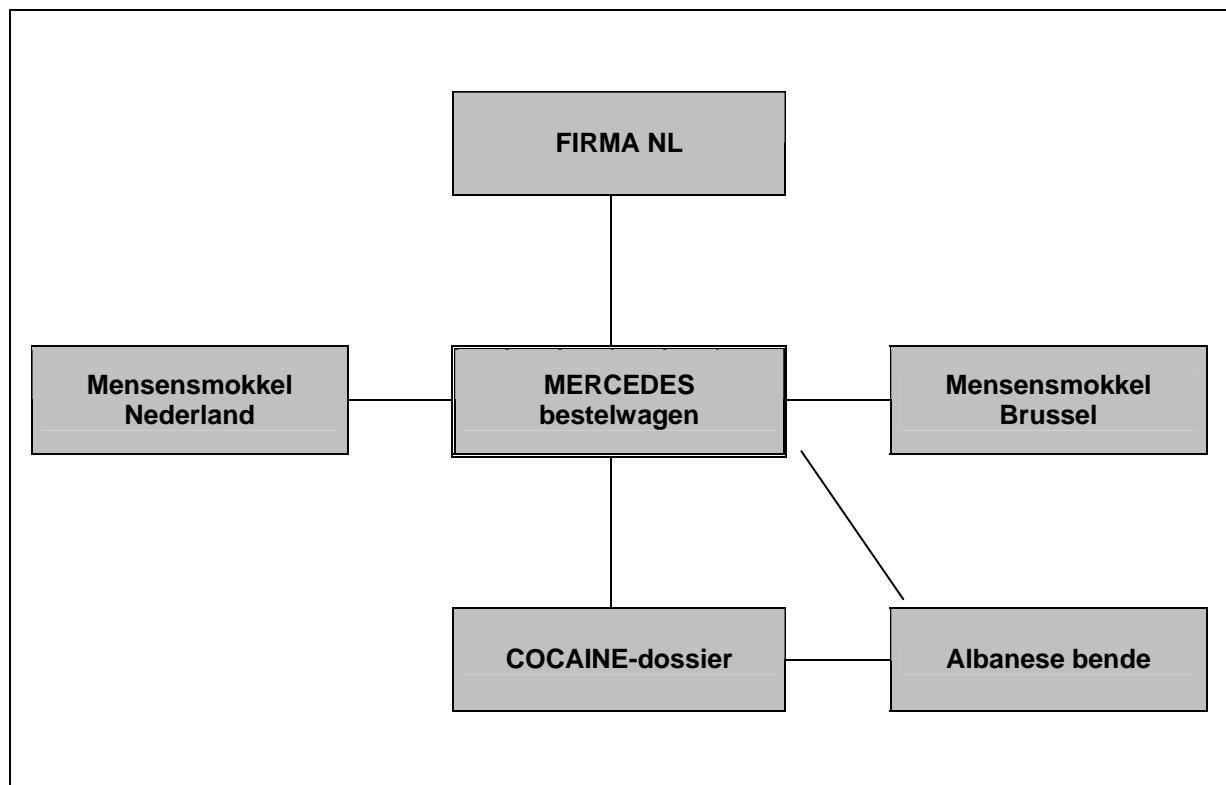 FIRMA NL
Mensensmokkel
Nederland
MERCEDES
bestelwagen
Mensensmokkel
Brussel
COCAINE-dossier
Albanese bende